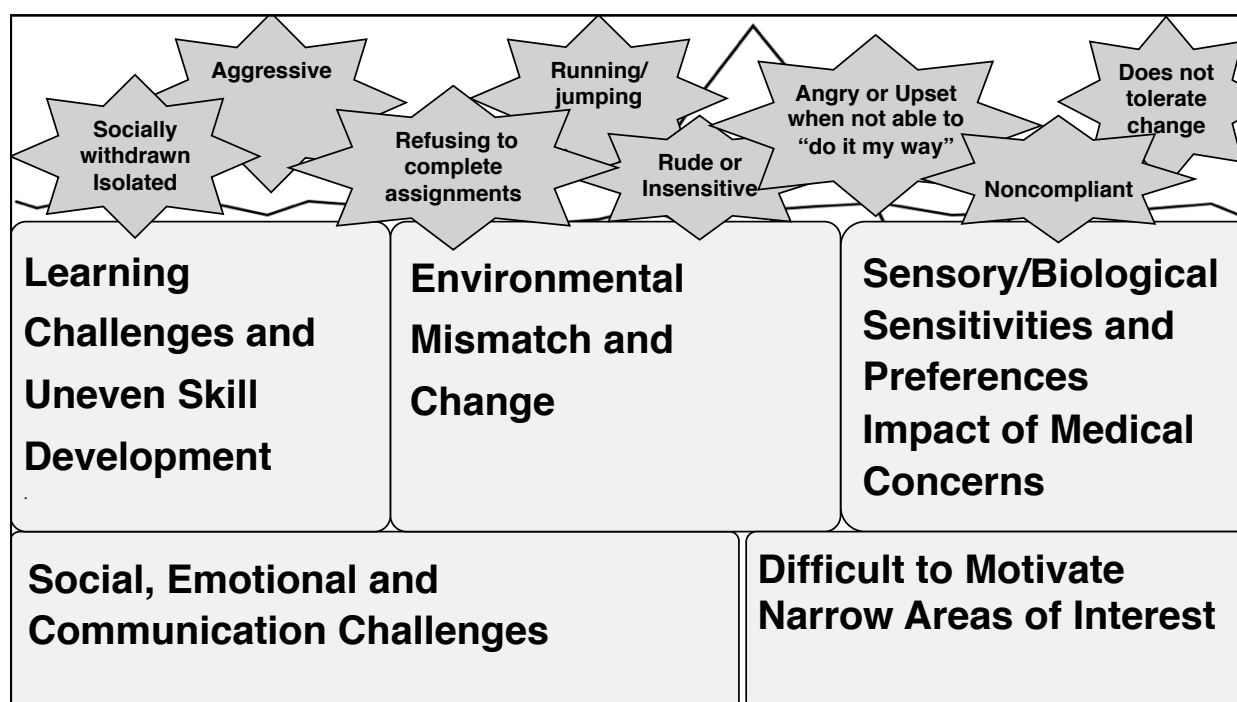 Aggressive
Running/
jumping
Does not
tolerate
change
Angry or Upset
when not able to
“do it my way”
Socially
withdrawn
Isolated
Refusing to
complete
assignments
Rude or
Insensitive
Noncompliant
Learning
Challenges and
Uneven Skill
Development
.
Environmental
Mismatch and
Change
Sensory/Biological
Sensitivities and
Preferences
Impact of Medical
Concerns
Social, Emotional and
Communication Challenges
Difficult to Motivate
Narrow Areas of Interest